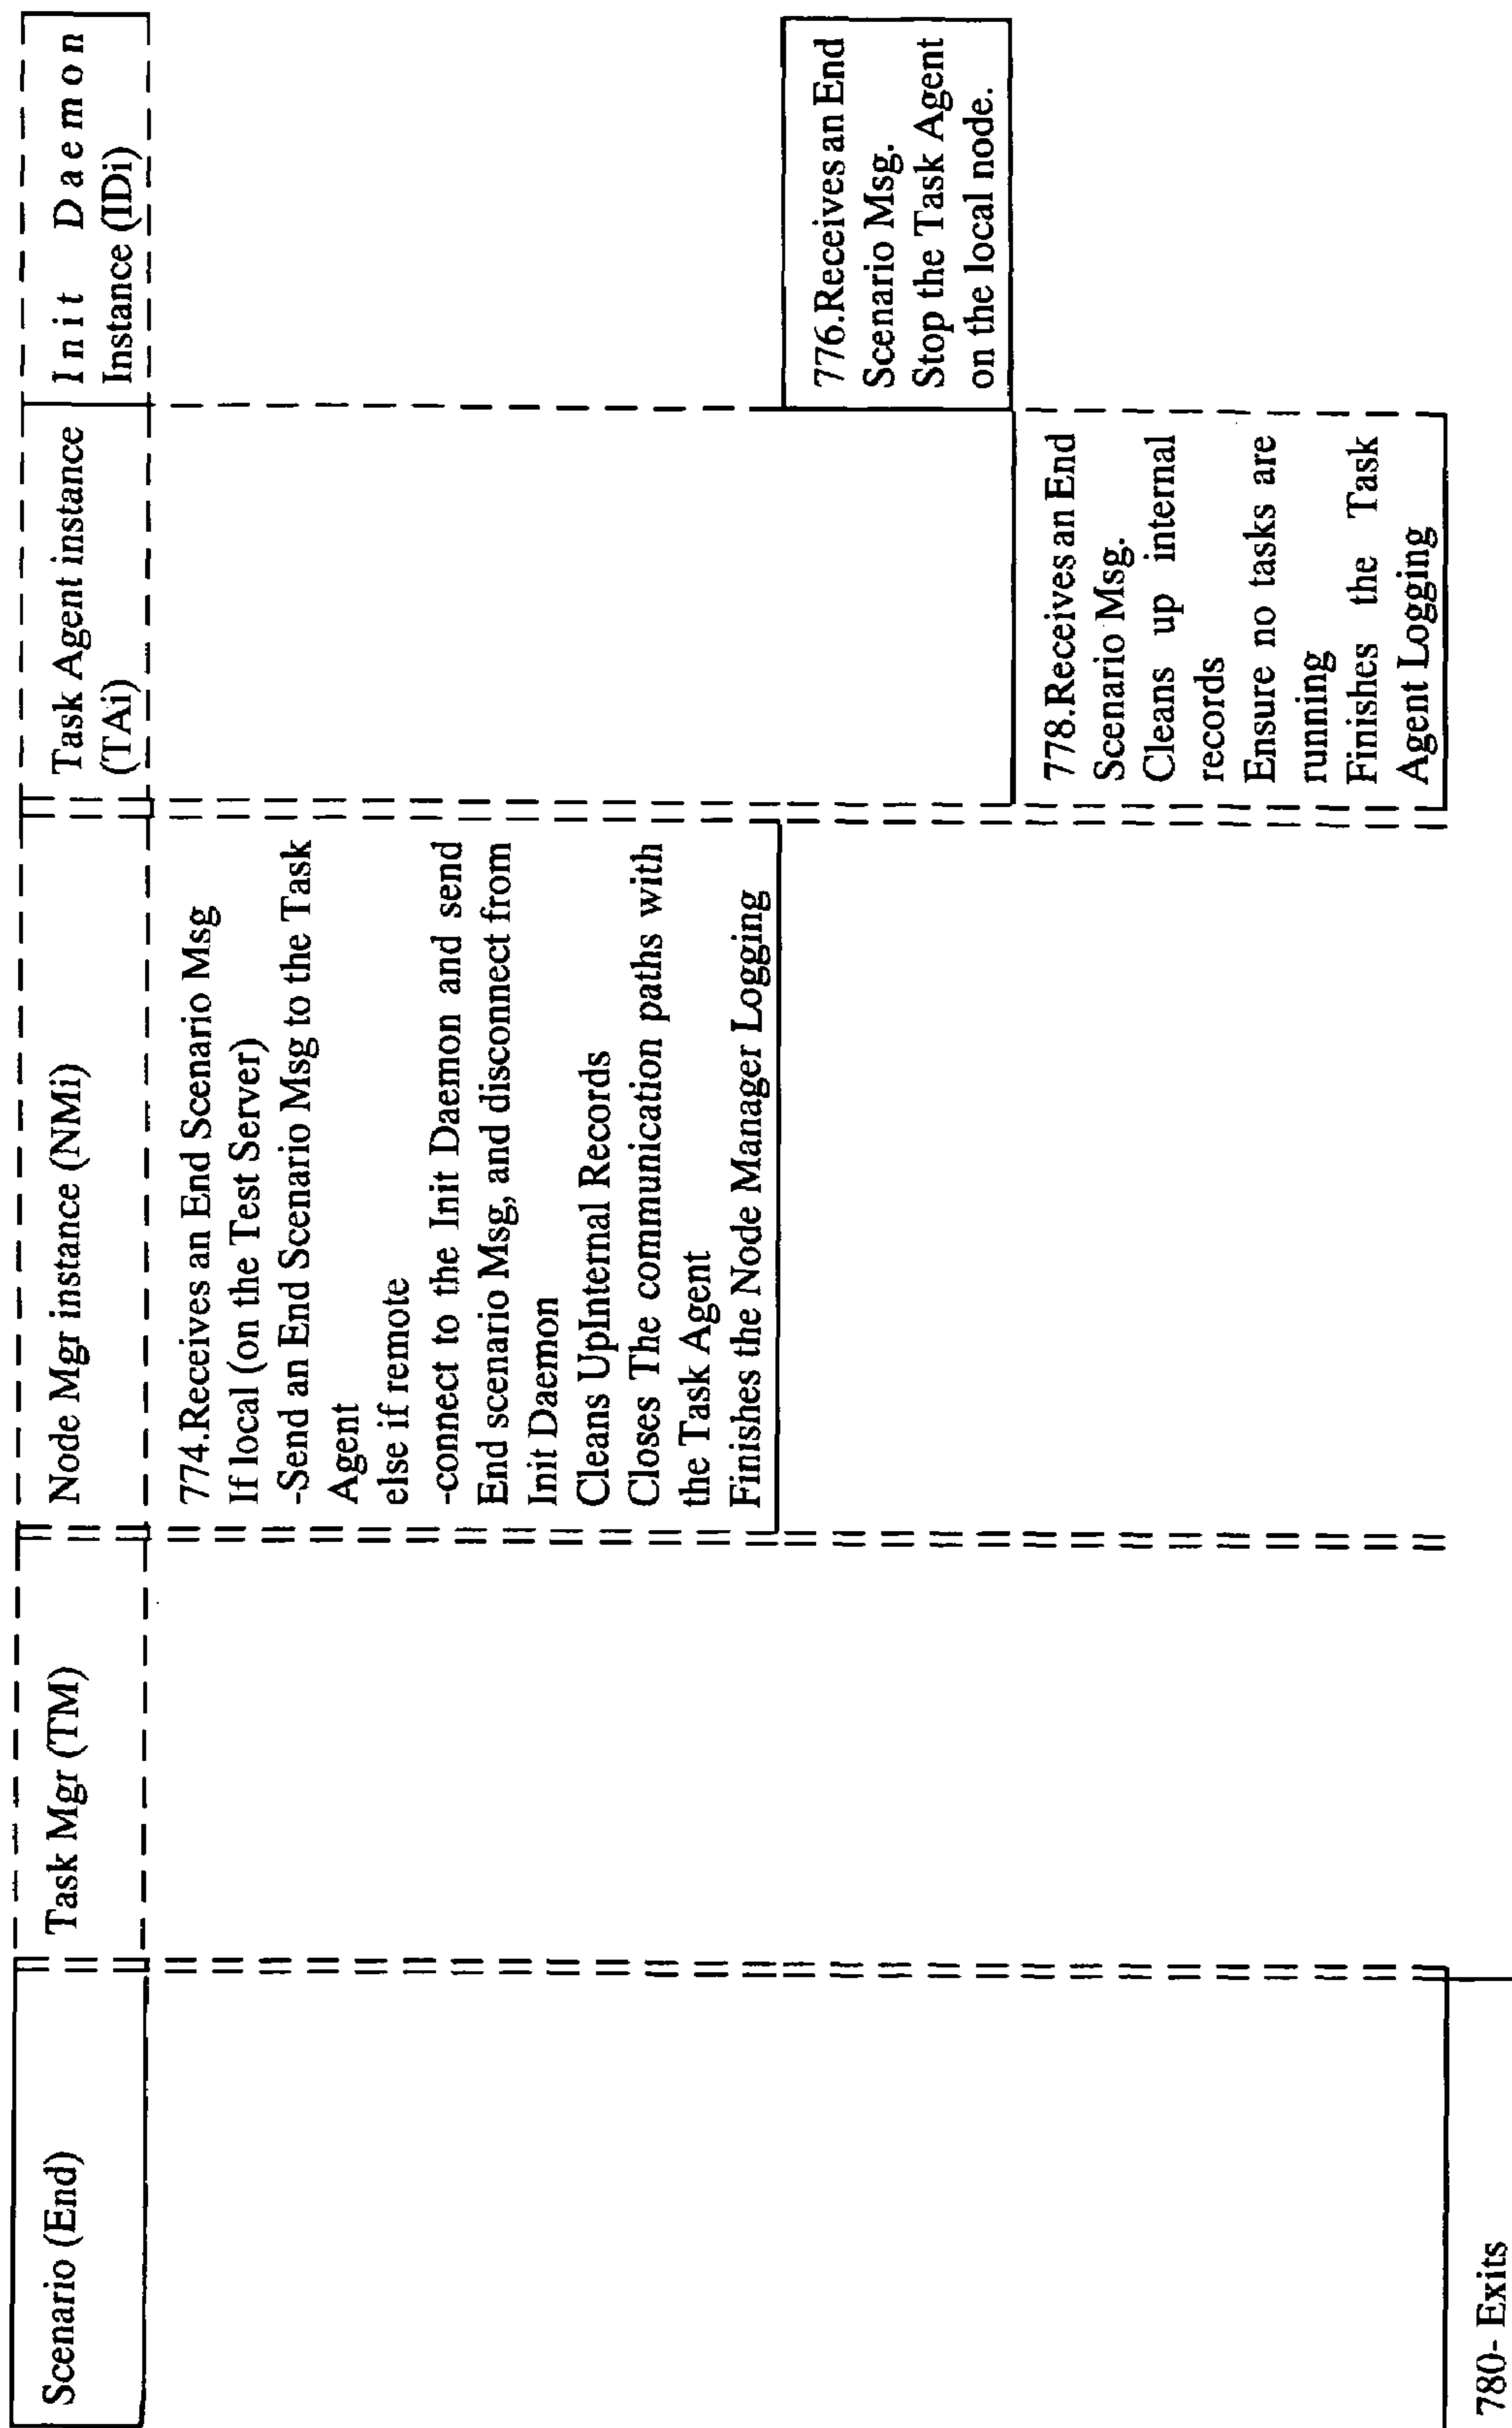 Scenario (End)
Task Mgr (TM)
Node Mgr instance (NMi)
Task Agent instance
(TAi)
Init Daemon
Instance (IDi)
774.Receives an End Scenario Msg
If local (on the Test Server)
-Send an End Scenario Msg to the Task
Agent
else if remote
-connect to the Init Daemon and send
End scenario Msg, and disconnect from
Init Daemon
Cleans UpInternal Records
Closes The communication paths with
the Task Agent
Finishes the Node Manager Logging
776.Receives an End
Scenario Msg.
Stop the Task Agent
on the local node.
778.Receives an End
Scenario Msg.
Cleans up internal
records
Ensure no tasks are
running
Finishes the Task
Agent Logging
780- Exits